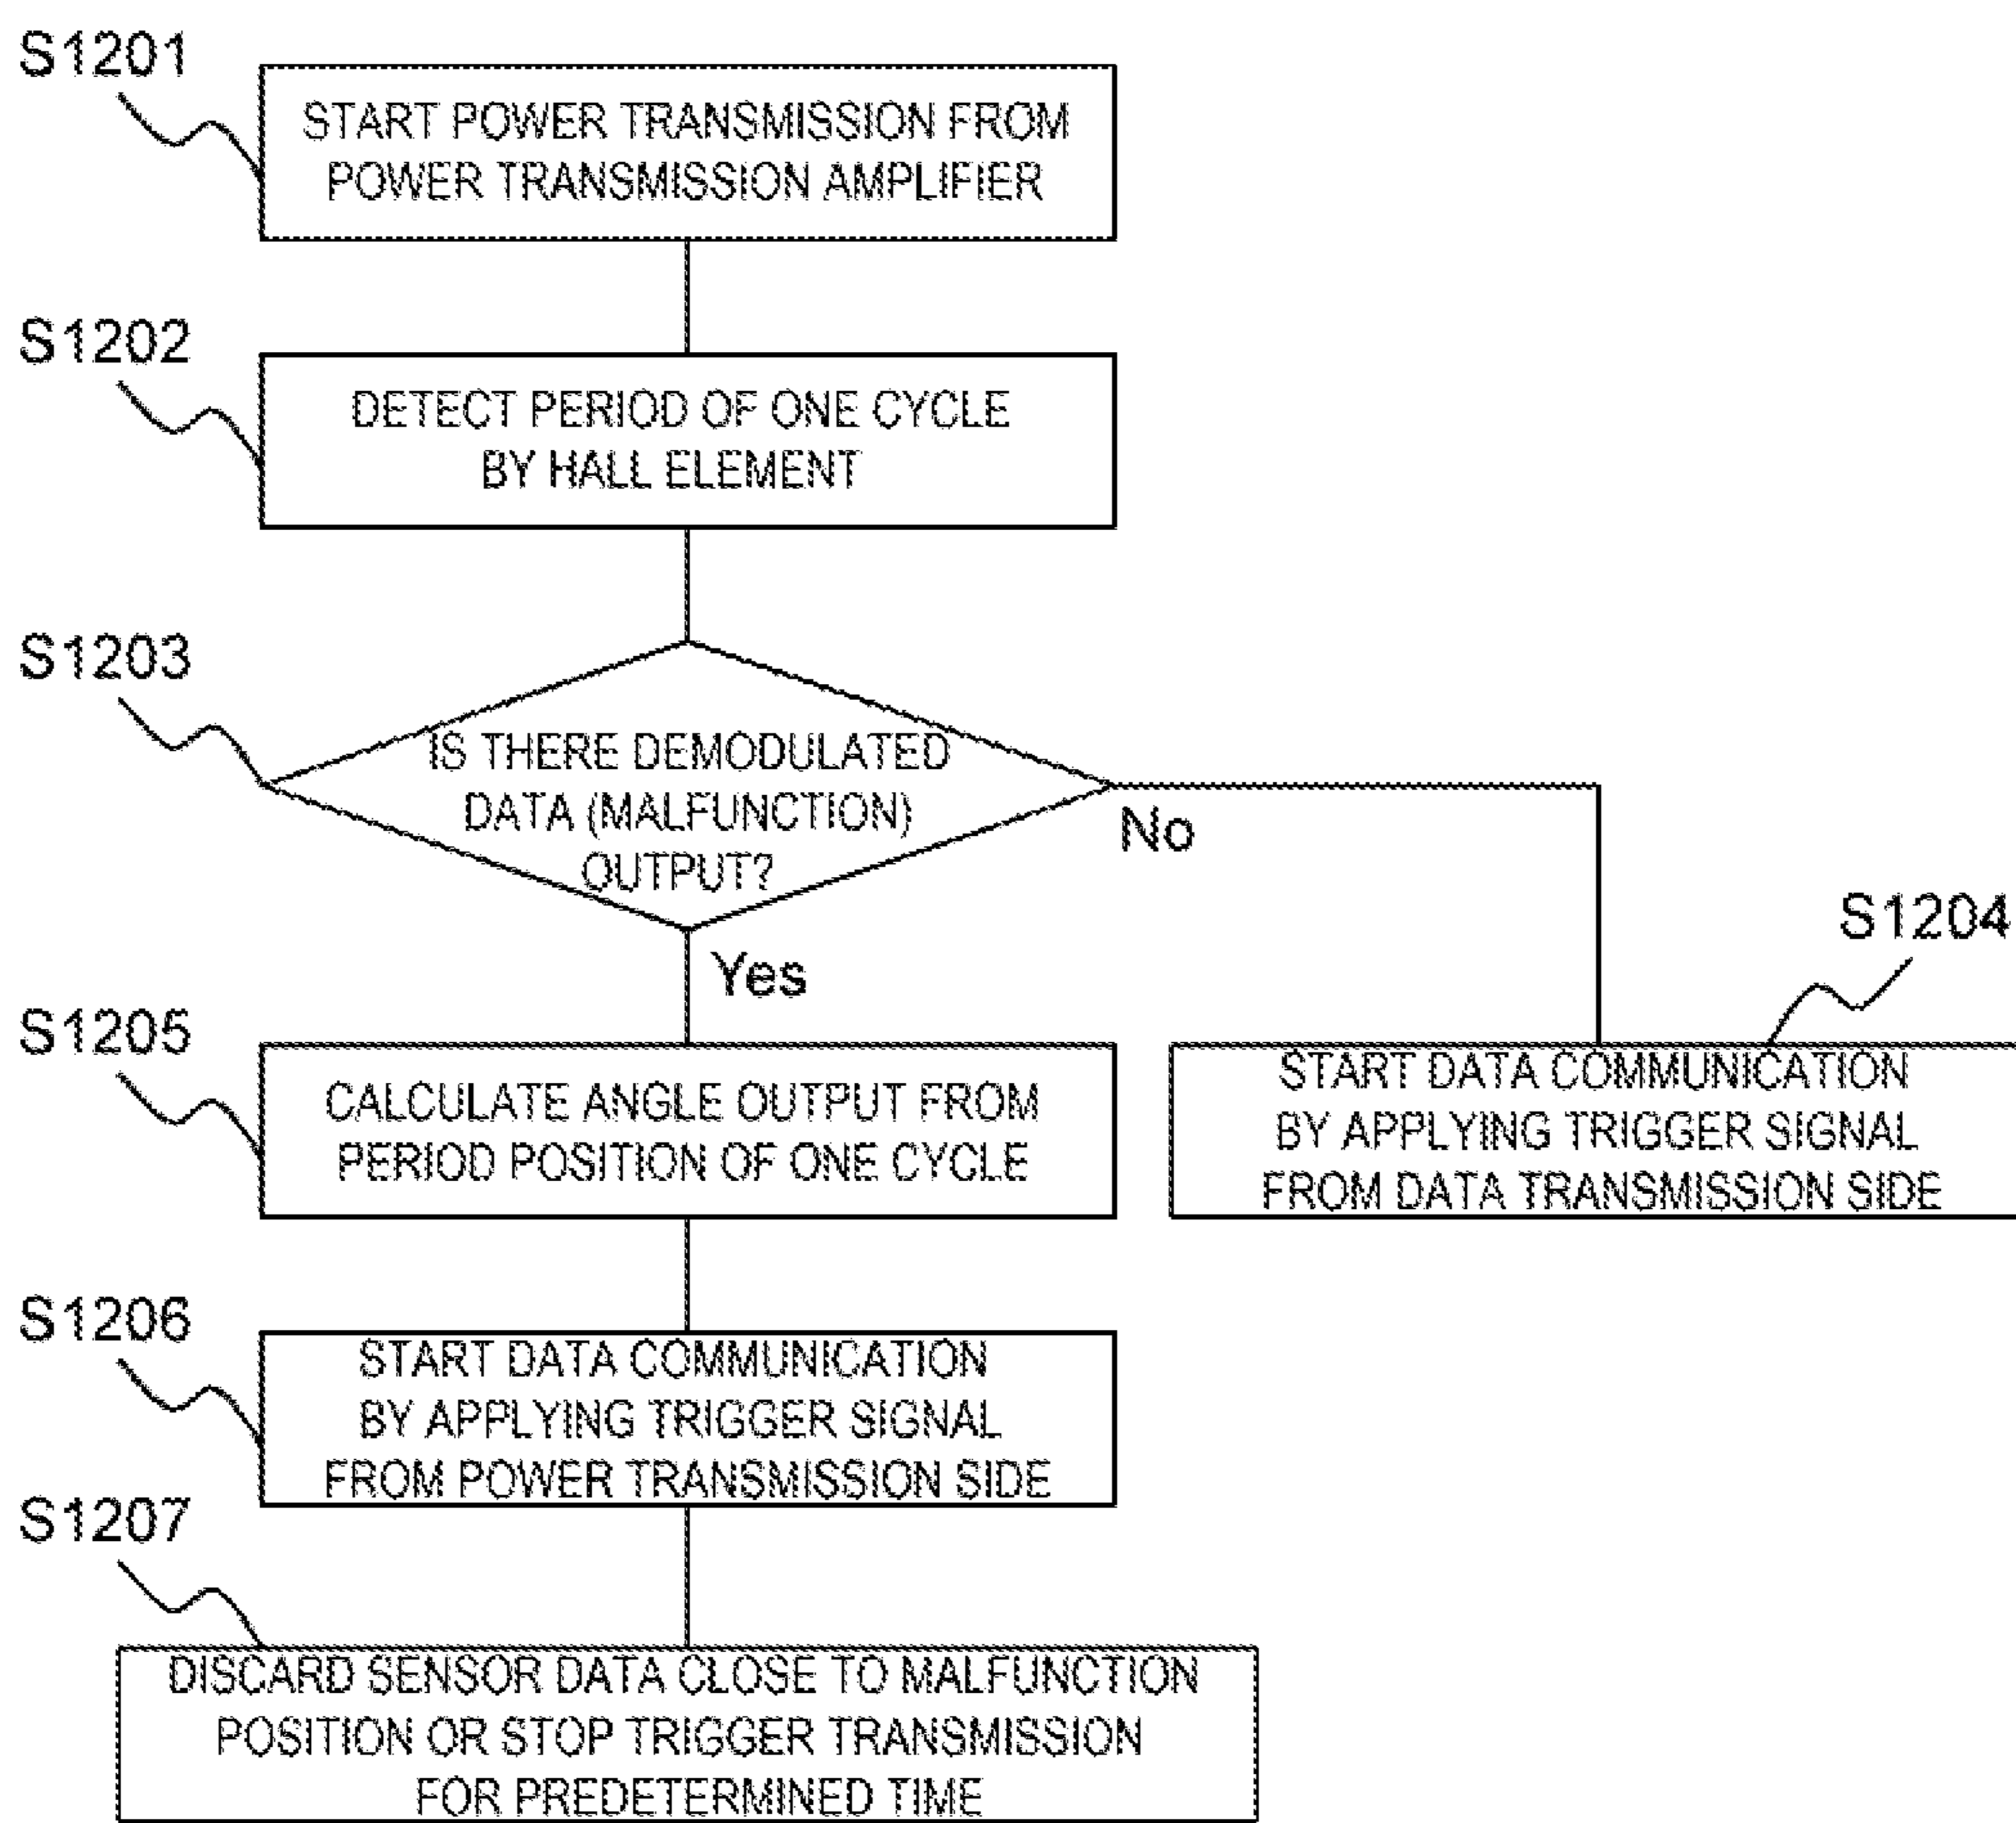 S1201
START POWER TRANSMISSION FROM
POWER TRANSMISSION AMPLIFIER
S1202
DETECT PERIOD OF ONE CYCLE
BY HALL ELEMENT
S1203
IS THERE DEMODULATED
DATA (MALFUNCTION)
OUTPUT?
No
Yes
S1204
START DATA COMMUNICATION
BY APPLYING TRIGGER SIGNAL
FROM DATA TRANSMISSION SIDE
S1205
CALCULATE ANGLE OUTPUT FROM
PERIOD POSITION OF ONE CYCLE
S1206
START DATA COMMUNICATION
BY APPLYING TRIGGER SIGNAL
FROM POWER TRANSMISSION SIDE
S1207
DISCARD SENSOR DATA CLOSE TO MALFUNCTION
POSITION OR STOP TRIGGER TRANSMISSION
FOR PREDETERMINED TIME